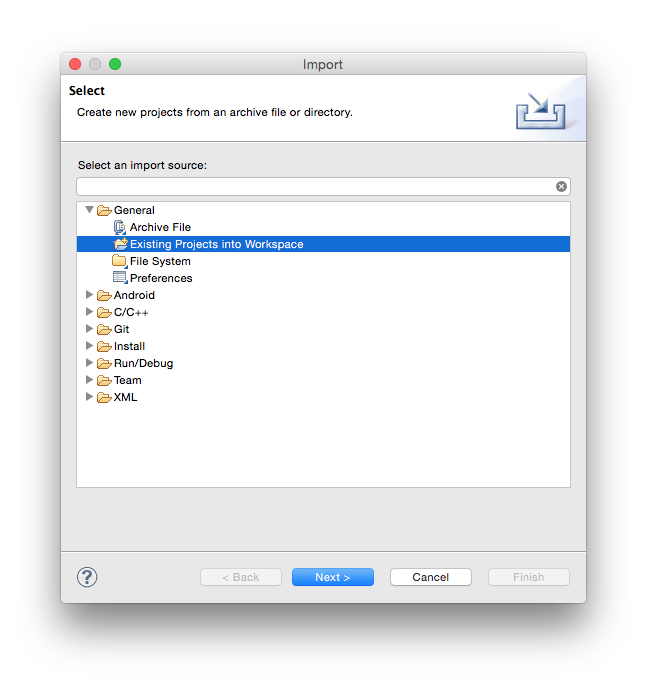 Import
Select
Create new projects from an archive file or directory.
Select an import source:
General
Archive File
Existing Projects into Workspace
File System
Preferences
Android
C/C++
Git
Install
Run/Debug
Team
XML
?
< Back
Next >
Cancel
Finish